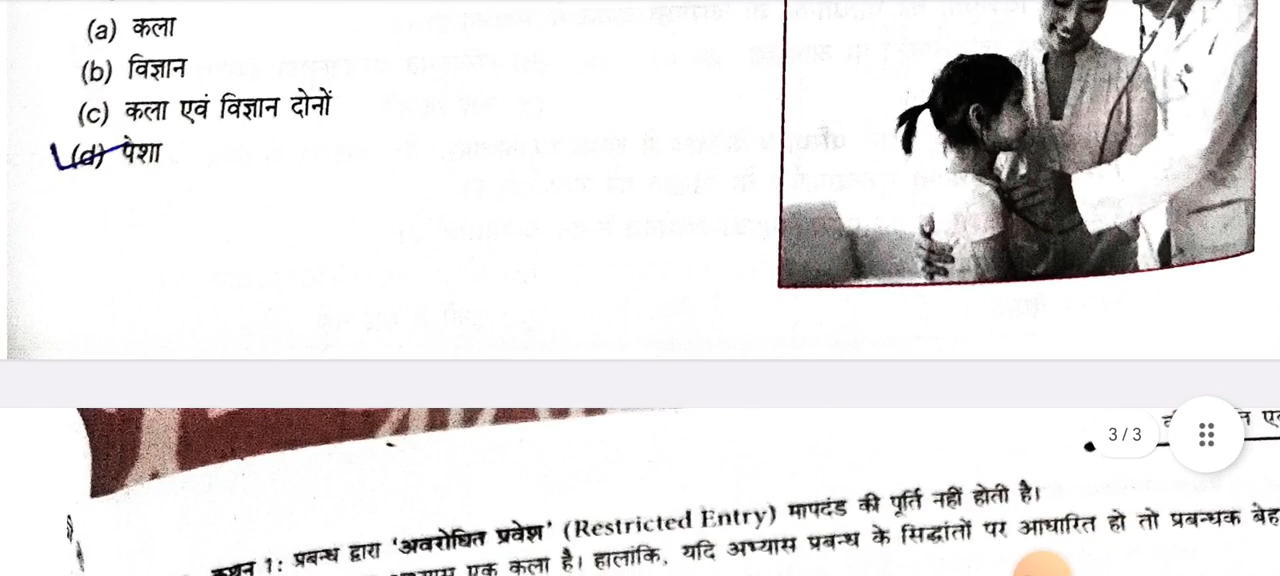 (a) कला
(b) विज्ञान
(c) कला एवं विज्ञान दोनों
(d) पेशा
3/3
कथन 1: प्रबन्ध द्वारा ‘अवरोधित प्रवेश’ (Restricted Entry) मापदंड की पूर्ति नहीं होती है।
एक कला है। हालांकि, यदि अभ्यास प्रबन्ध के सिद्धांतों पर आधारित हो तो प्रबन्धक